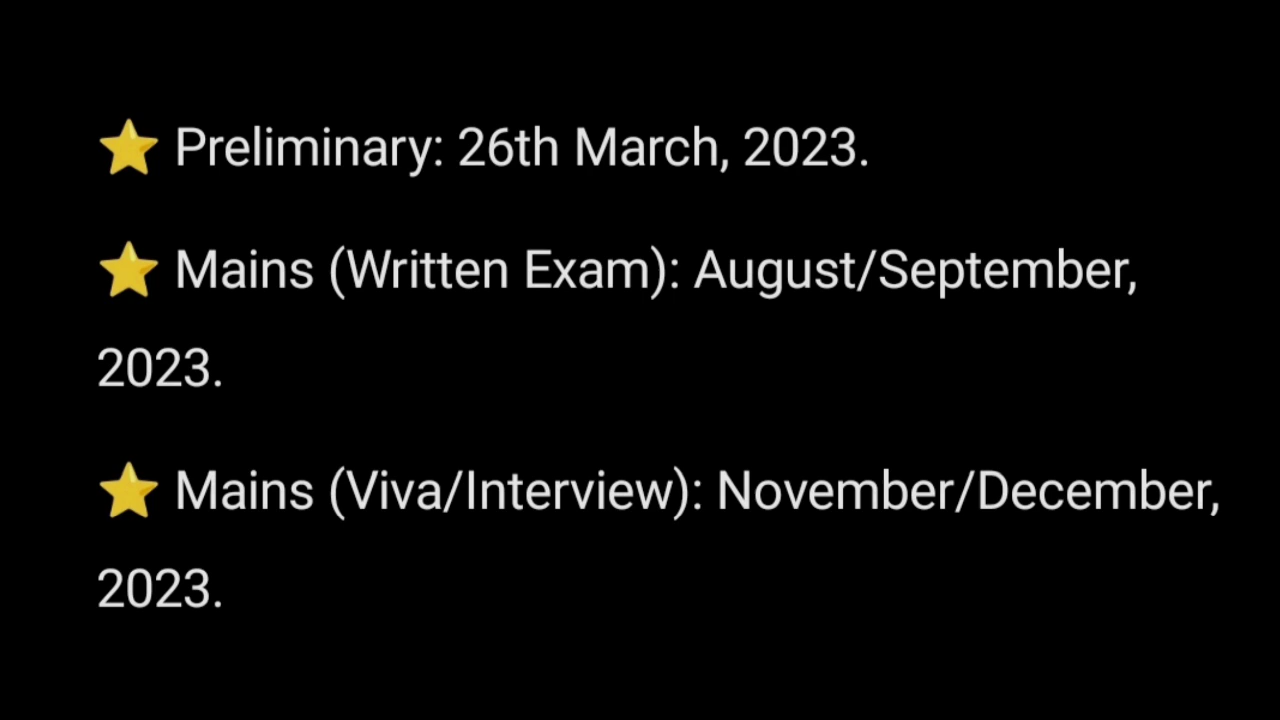 ⭐ Preliminary: 26th March, 2023.
⭐ Mains (Written Exam): August/September,
2023.
⭐ Mains (Viva/Interview): November/December,
2023.